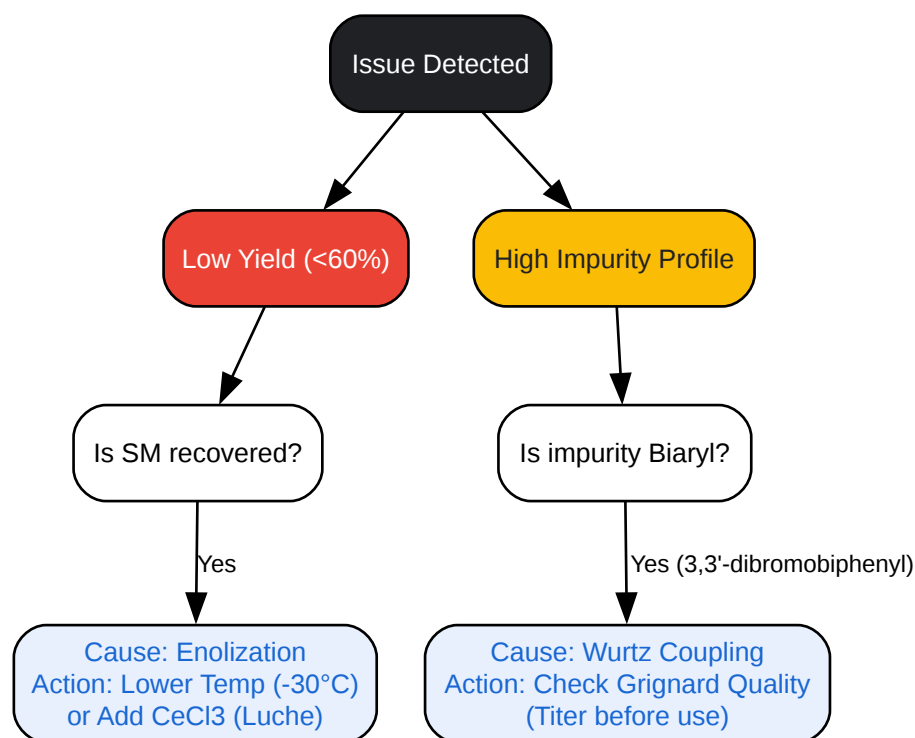 Issue Detected
Low Yield (<60%)
High Impurity Profile
Is SM recovered?
Is impurity Biaryl?
Yes
Yes (3,3'-dibromobiphenyl)
Cause: Enolization
Action: Lower Temp (-30°C)
or Add CeCl3 (Luche)
Cause: Wurtz Coupling
Action: Check Grignard Quality
(Titer before use)